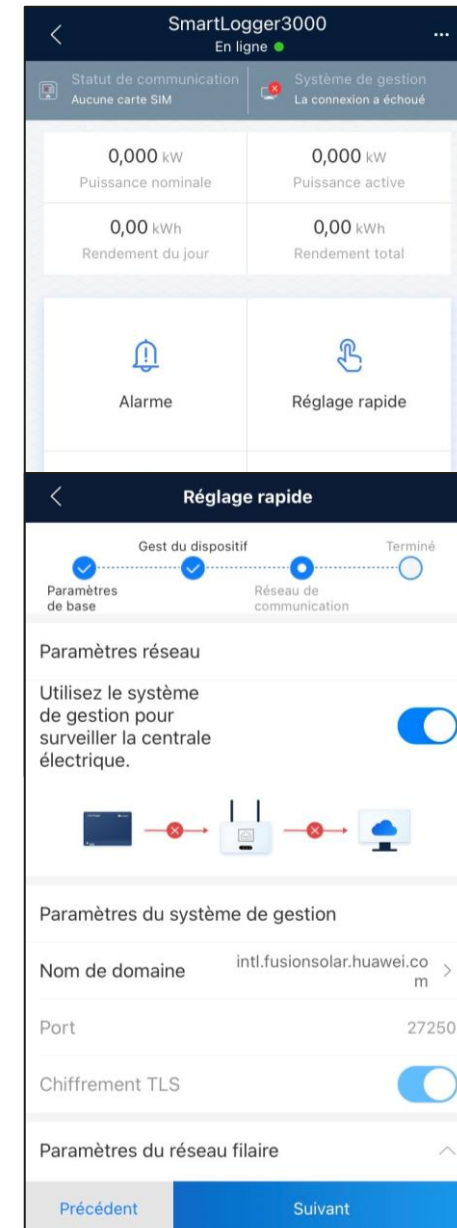 SmartLogger3000
En ligne
Statut de communication
Aucune carte SIM
Système de gestion
La connexion a échoué
0,000 kW
Puissance nominale
0,000 kW
Puissance active
0,00 kWh
Rendement du jour
0,00 kWh
Rendement total
Alarme
Réglage rapide
Réglage rapide
Gest du dispositif
Terminé
Paramètres
de base
Réseau de
communication
Paramètres réseau
Utilisez le système
de gestion pour
surveiller la centrale
électrique.
Paramètres du système de gestion
Nom de domaine
intl.fusionsolar.huawei.co
m
Port
27250
Chiffrement TLS
Paramètres du réseau filaire
Précédent
Suivant